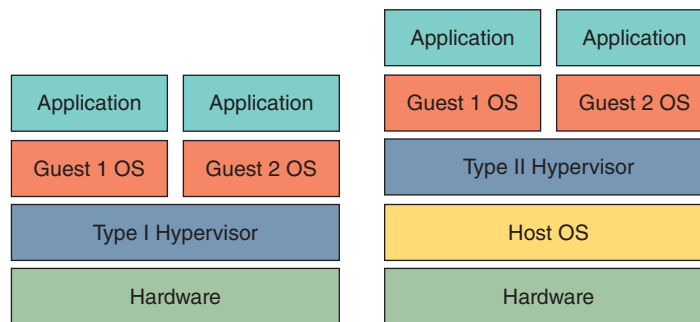 Application Application
Guest 1 OS Guest 2 OS
Type I Hypervisor
Hardware
Application Application
Guest 1 OS Guest 2 OS
Type II Hypervisor
Host OS
Hardware